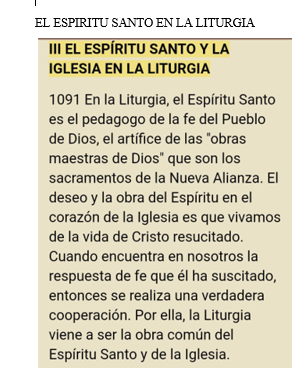 EL ESPIRITU SANTO EN LA LITURGIA
III EL ESPÍRITU SANTO Y LA
IGLESIA EN LA LITURGIA
1091 En la Liturgia, el Espíritu Santo
es el pedagogo de la fe del Pueblo
de Dios, el artífice de las "obras
maestras de Dios" que son los
sacramentos de la Nueva Alianza. El
deseo y la obra del Espíritu en el
corazón de la Iglesia es que vivamos
de la vida de Cristo resucitado.
Cuando encuentra en nosotros la
respuesta de fe que él ha suscitado,
entonces se realiza una verdadera
cooperación. Por ella, la Liturgia
viene a ser la obra común del
Espíritu Santo y de la Iglesia.